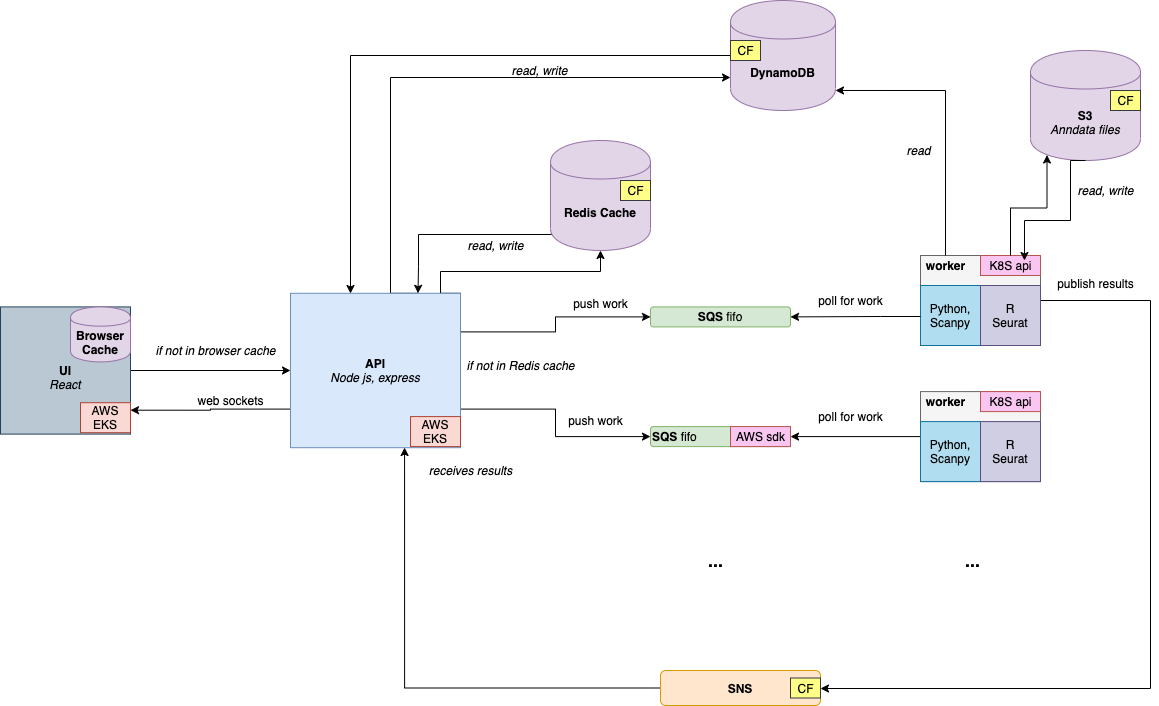 CF
DynamoDB
read, write
CF
S3
Anndata files
read
read, write
CF
Redis Cache
read, write
worker
K8S api
Python,
Scanpy
R
Seurat
publish results
Browser
Cache
UI
React
AWS
EKS
if not in browser cache
web sockets
API
Node js, express
AWS
EKS
push work
SQS fifo
poll for work
if not in Redis cache
push work
SQS fifo
AWS sdk
poll for work
worker
K8S api
Python,
Scanpy
R
Seurat
receives results
...
...
SNS
CF